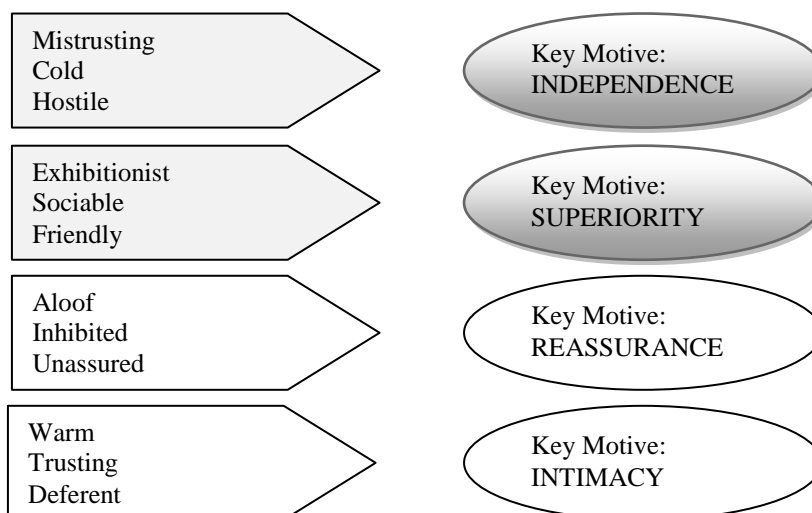 Mistrusting
Cold
Hostile
Key Motive:
INDEPENDENCE
Exhibitionist
Sociable
Friendly
Key Motive:
SUPERIORITY
Aloof
Inhibited
Unassured
Key Motive:
REASSURANCE
Warm
Trusting
Deferent
Key Motive:
INTIMACY